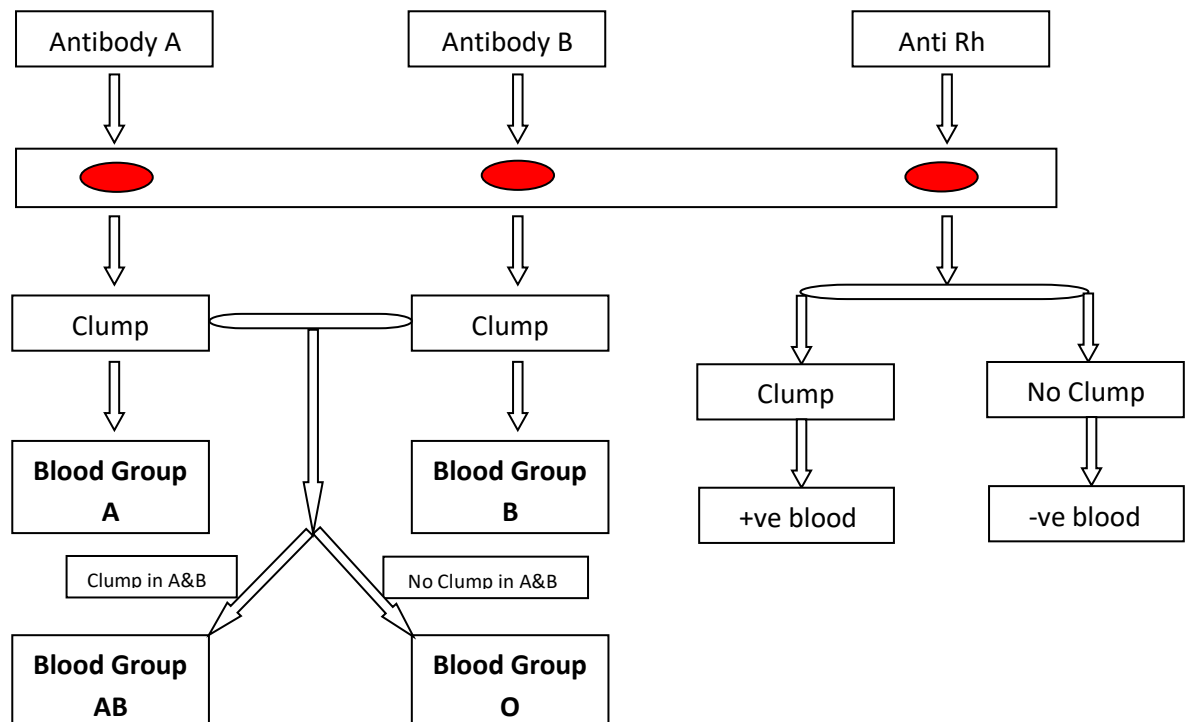 Antibody A
Antibody B
Anti Rh
Clump
Clump
Clump
No Clump
Blood Group
A
Blood Group
B
+ve blood
-ve blood
Clump in A&B
No Clump in A&B
Blood Group
AB
Blood Group
O